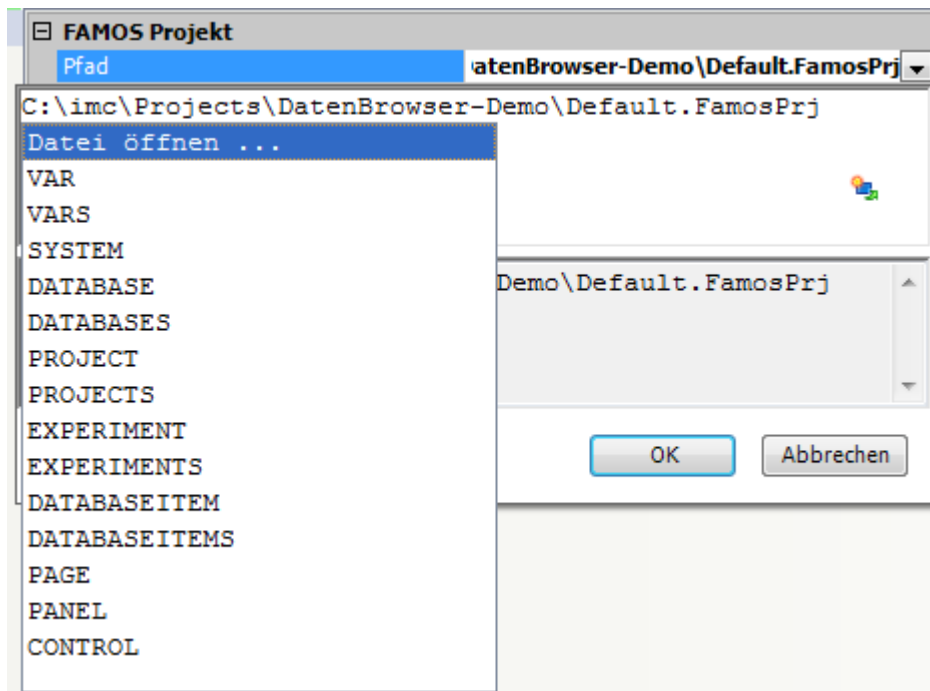 FAMOS Projekt
Pfad
atenBrowser-Demo\Default.FamosPrj
C:\imc\Projects\DatenBrowser-Demo\Default.FamosPrj
Datei öffnen ...
VAR
VARS
SYSTEM
DATABASE
Demo\Default.FamosPrj
DATABASES
PROJECT
PROJECTS
EXPERIMENT
EXPERIMENTS
OK
Abbrechen
DATABASEITEM
DATABASEITEMS
PAGE
PANEL
CONTROL